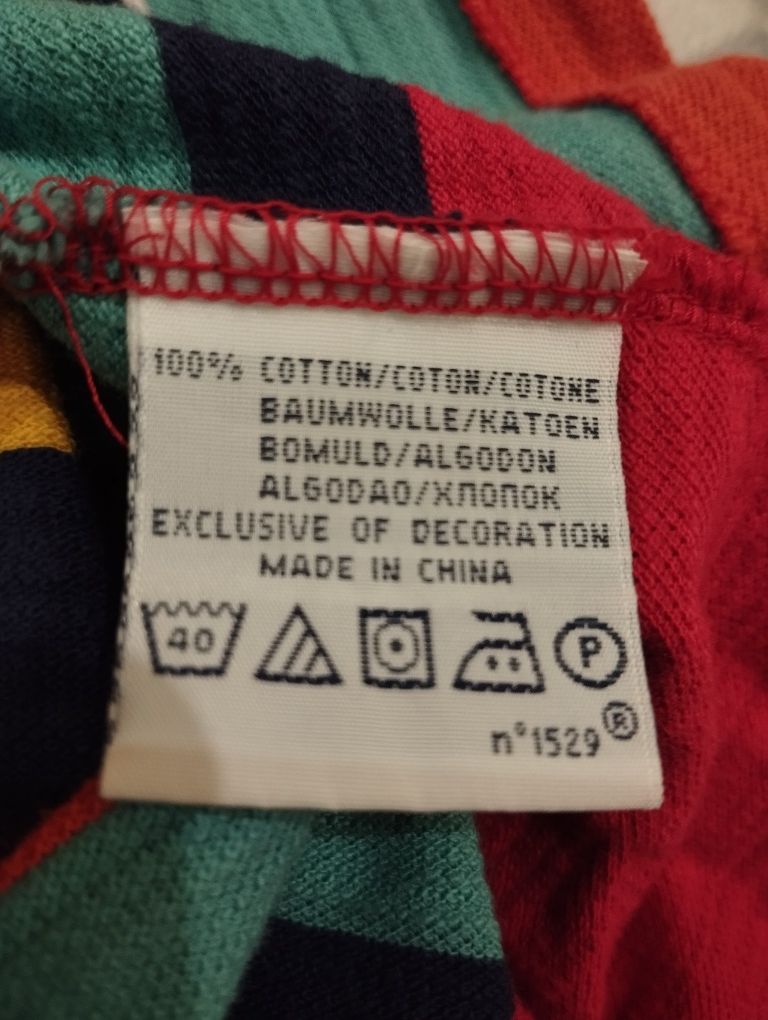 100% COTTON/COTON/COTONE
BAUMWOLLE/KATOEN
BOMULD/ALGODON
ALGODAO/ХЛОПОК
EXCLUSIVE OF DECORATION
MADE IN CHINA
40 P
n°1529®